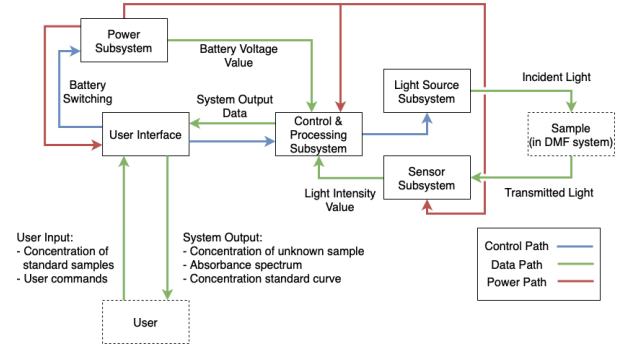 Power
Subsystem
Battery Voltage
Value
Battery
Switching
System Output
Data
User Interface
Control &
Processing
Subsystem
Light Source
Subsystem
Incident Light
Sample
(in DMF system)
Sensor
Subsystem
Light Intensity
Value
Transmitted Light
User Input:
- Concentration of
standard samples
- User commands
System Output:
- Concentration of unknown sample
- Absorbance spectrum
- Concentration standard curve
User
Control Path
Data Path
Power Path